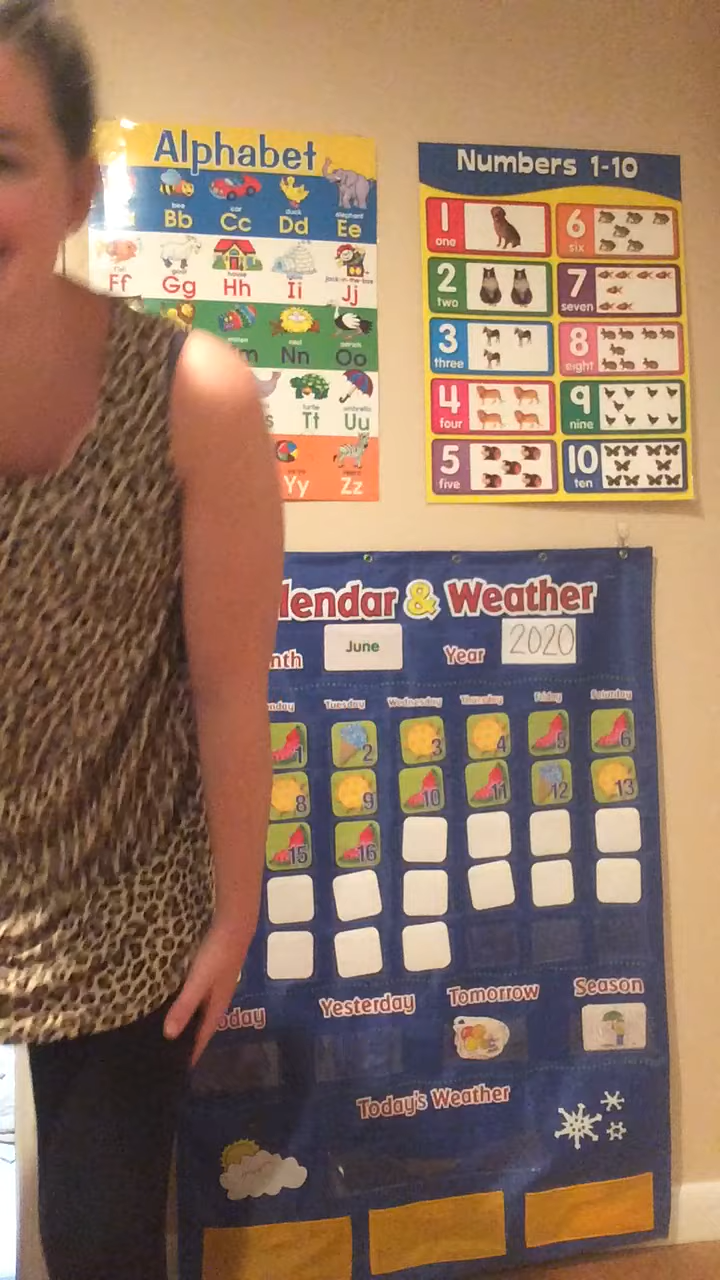 Alphabet
bee car duck elephant
Bb Cc Dd Ee
goat house jack-in-the-box
Ff Gg Hh Ii Jj
mitten nest ostrich
m Nn Oo
turtle umbrella
s Tt Uu
zebra
Yy Zz
Numbers 1-10
1 one
6 six
2 two
7 seven
3 three
8 eight
4 four
9 nine
5 five
10 ten
lendar & Weather
nth June Year 2020
nday Tuesday Wednesday Thursday Friday Saturday
1 2 3 4 5 6
8 9 10 11 12 13
15 16
oday Yesterday Tomorrow Season
Today's Weather